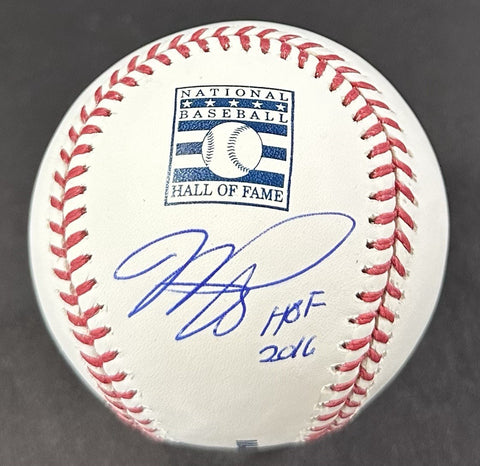 NATIONAL
BASEBALL
HALL OF FAME
HOF
2016